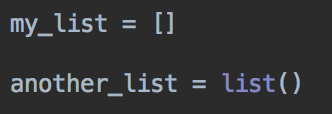 my_list = []
another_list = list()